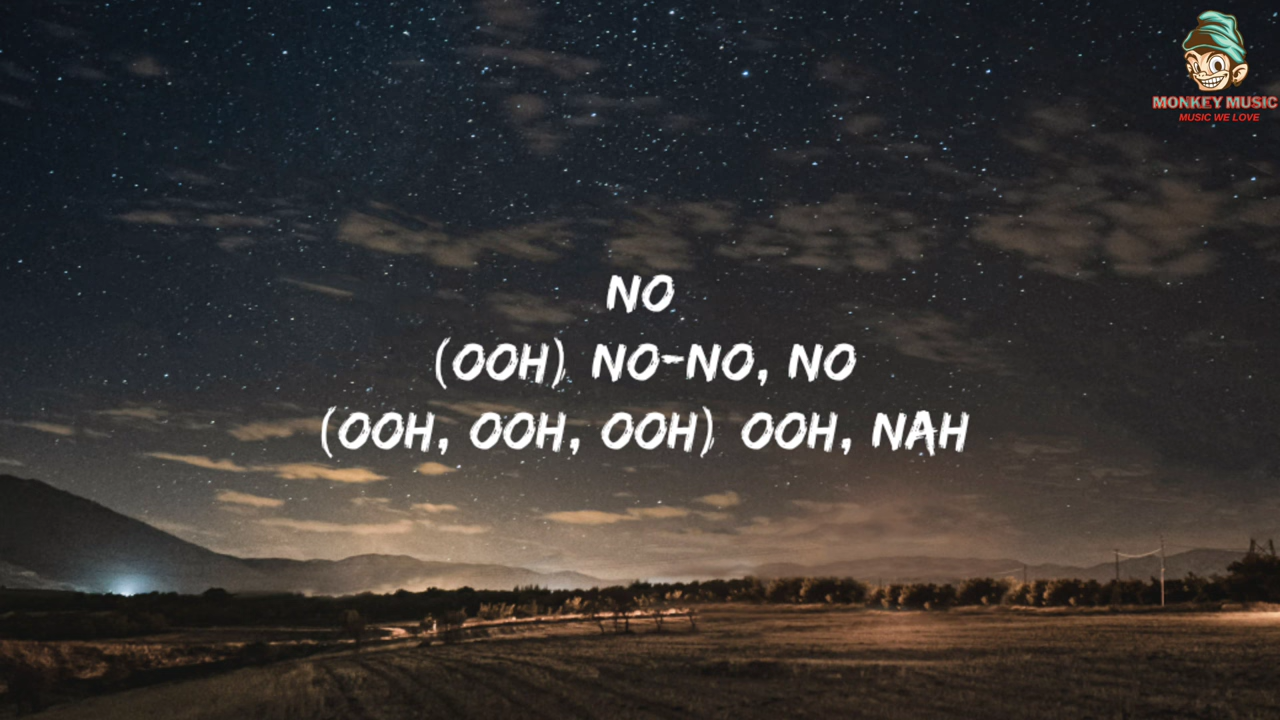 MONKEY MUSIC
MUSIC WE LOVE
NO
(OOH) NO-NO, NO
(OOH, OOH, OOH) OOH, NAH